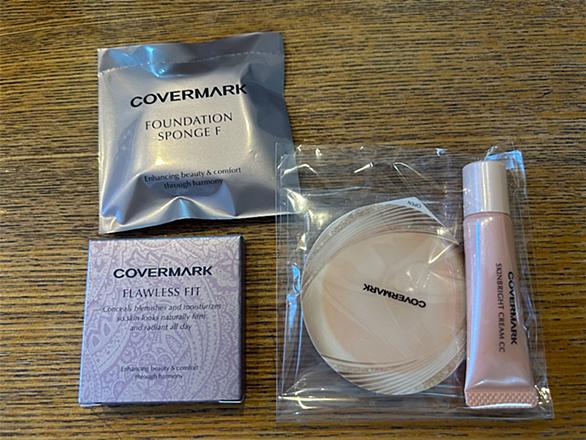 COVERMARK
FOUNDATION
SPONGE F
Enhancing beauty & comfort
through harmony
COVERMARK
FLAWLESS FIT
Conceals blemishes and moisturizes
so skin looks naturally firm
and radiant all day
Enhancing beauty & comfort
through harmony
OPEN
COVERMARK
COVERMARK
SKINBRIGHT CREAM CC